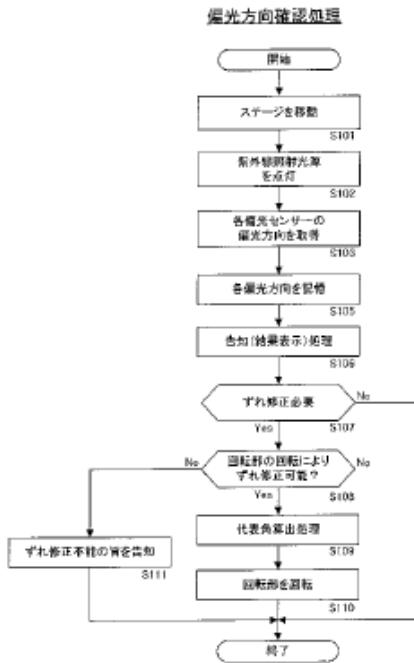 偏光方向確認処理
開始
ステージを移動
S101
紫外線照射光源
を点灯
S102
各偏光センサーの
偏光方向を取得
S103
各偏光方向を記憶
S105
告知(結果表示)処理
S106
ずれ修正必要
No
Yes
S107
No
回転部の回転により
ずれ修正可能?
No
Yes
S108
代表角算出処理
S109
ずれ修正不能の旨を告知
S111
回転部を回転
S110
終了